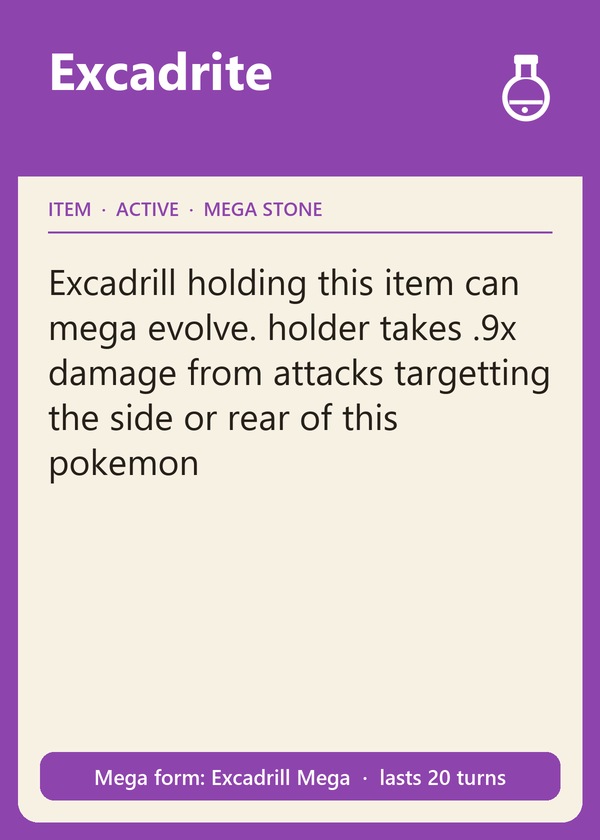 Excadrite
ITEM · ACTIVE · MEGA STONE
Excadrill holding this item can
mega evolve. holder takes .9x
damage from attacks targetting
the side or rear of this
pokemon
Mega form: Excadrill Mega · lasts 20 turns